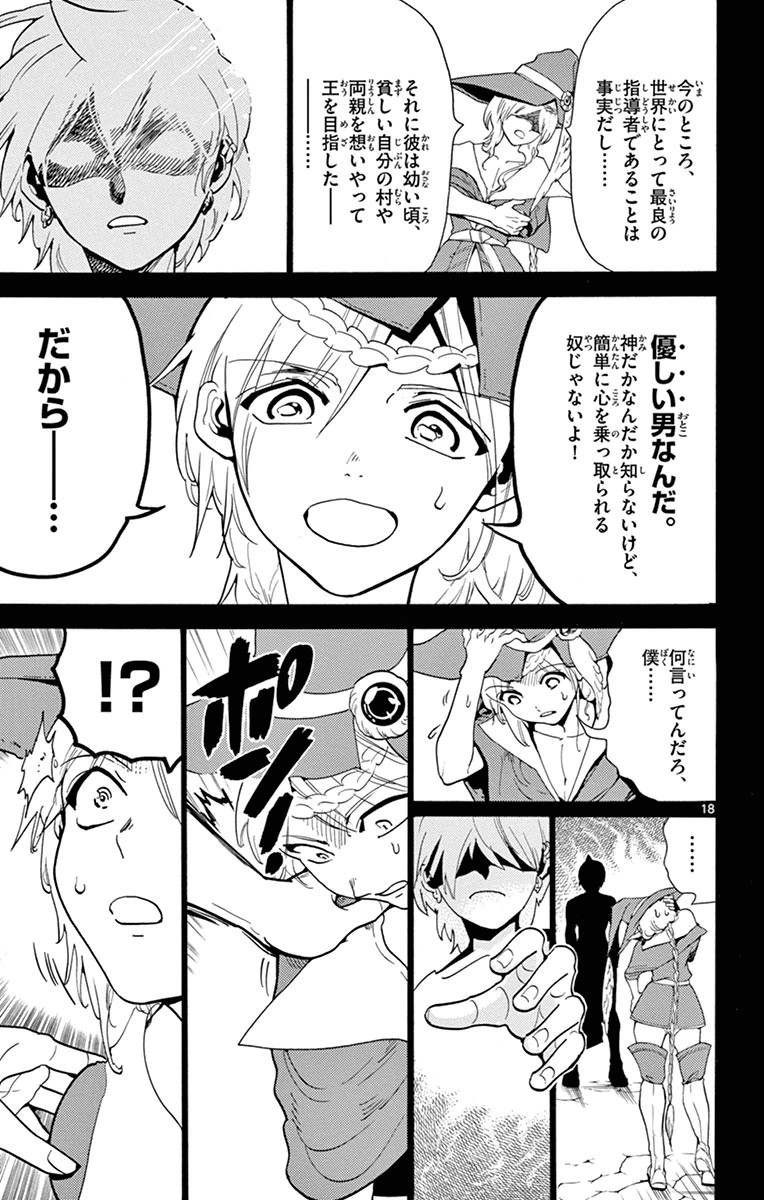 今のところ、
世界にとって最良の
指導者であることは
事実だし……
それに彼は幼い頃、
貧しい自分の村や
両親を想いやって
王を目指した——
————
優しい男なんだ。
神だかなんだか知らないけど、
簡単に心を乗っ取られる
奴じゃないよ！
だから——…
何言ってんだろ、
僕……
18
……
ポンッ
!?